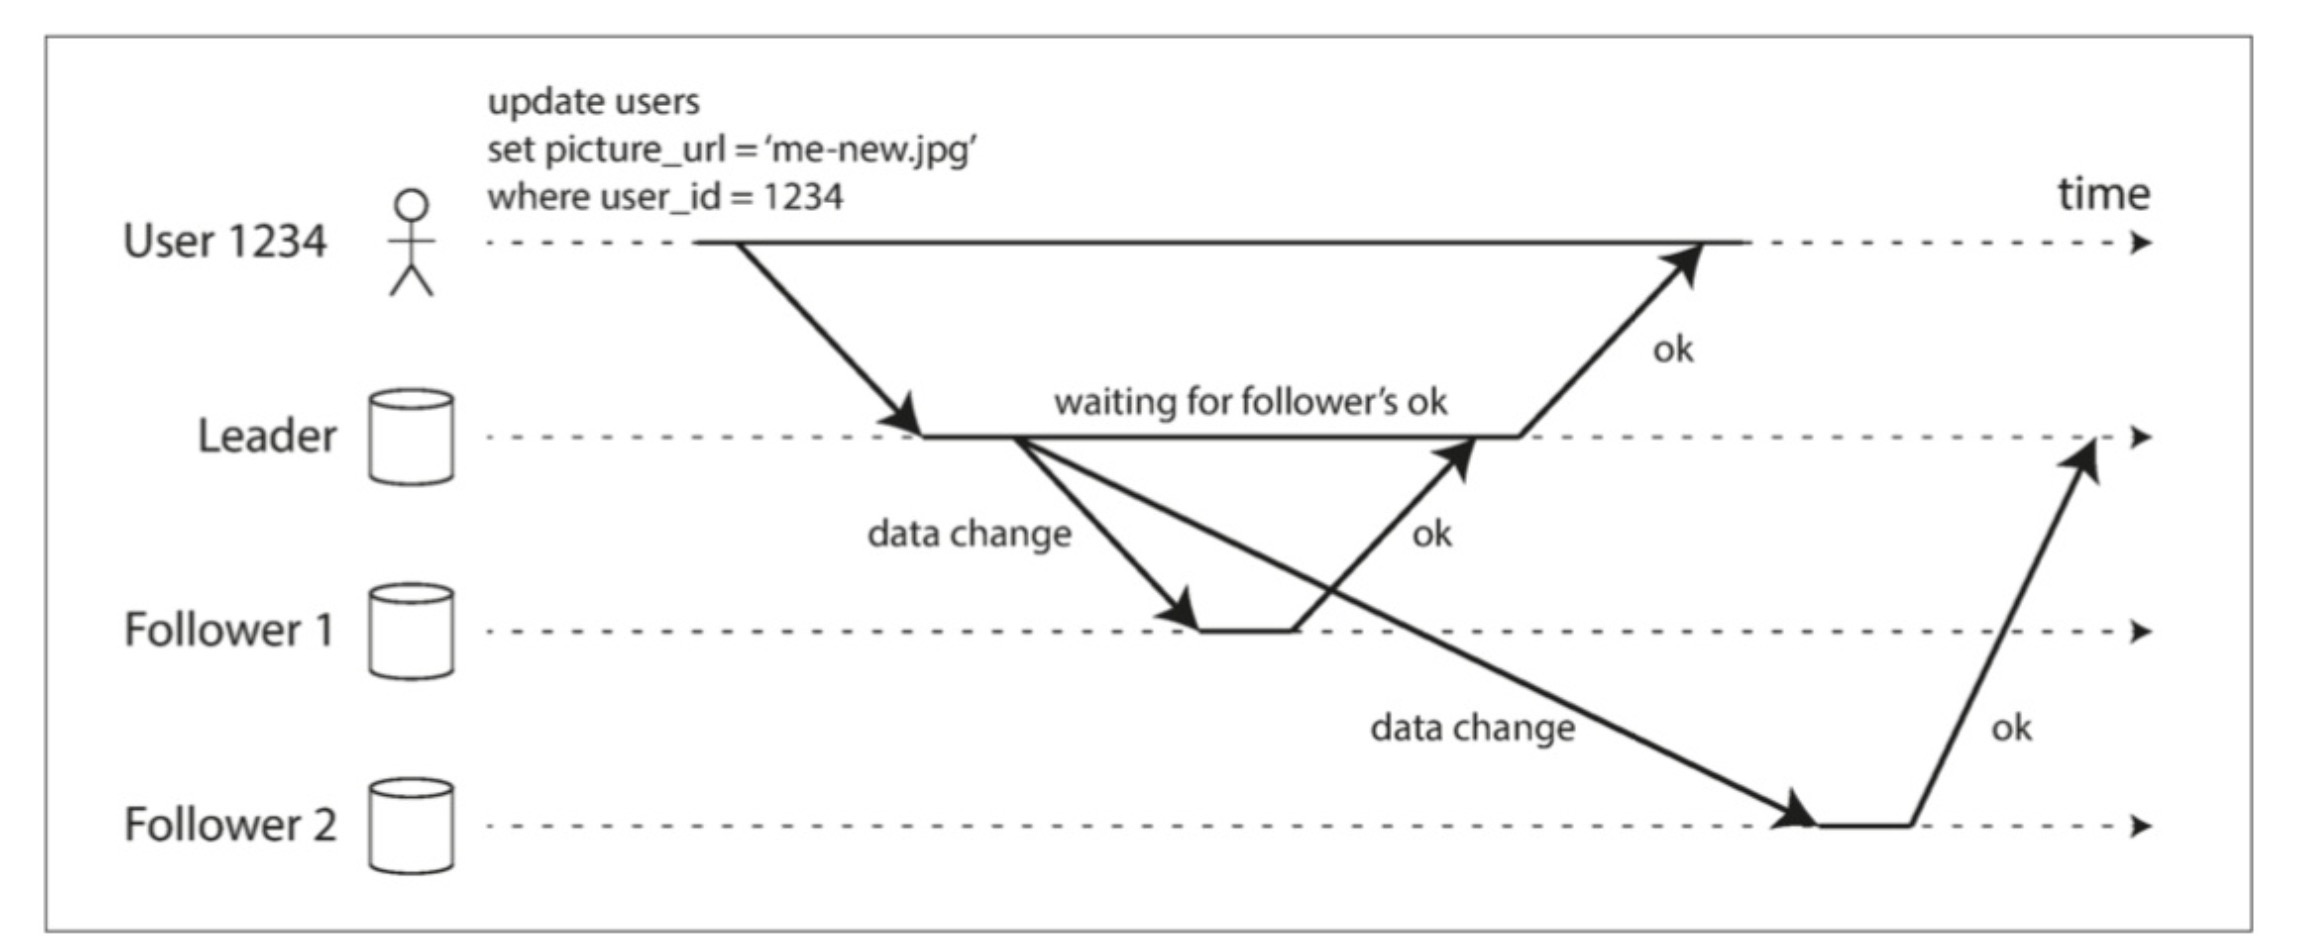 update users
set picture_url = ‘me-new.jpg’
where user_id = 1234
time
User 1234
ok
waiting for follower’s ok
Leader
data change
ok
Follower 1
data change
ok
Follower 2